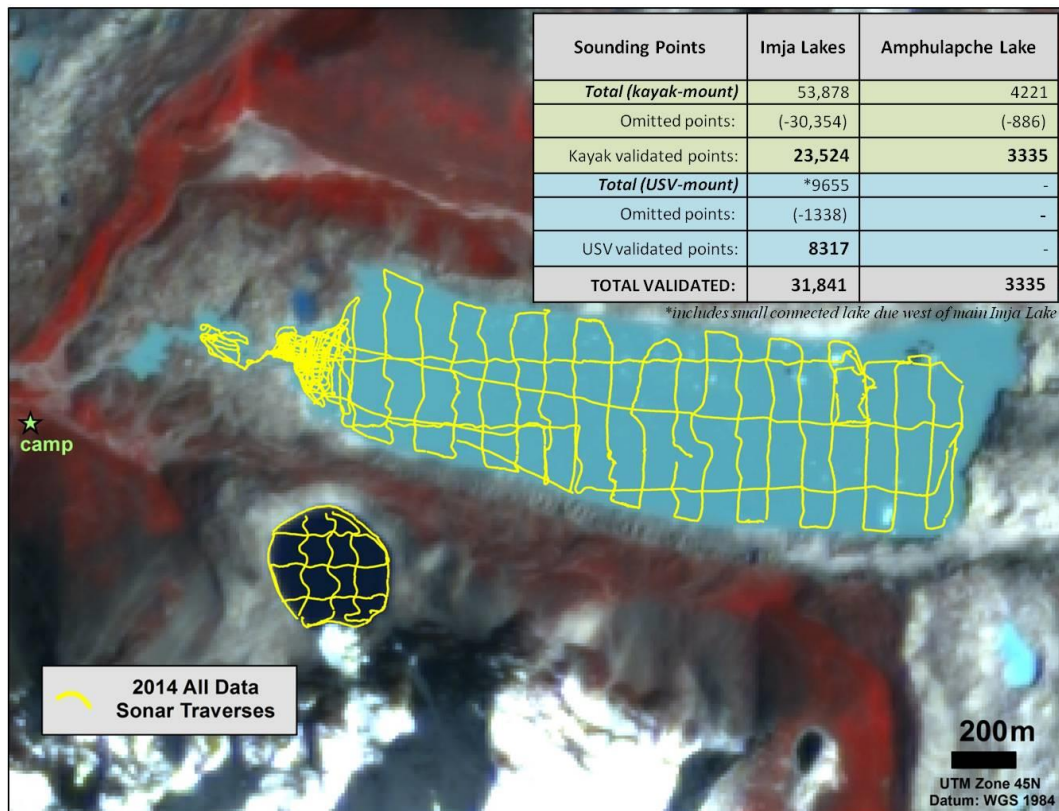 Sounding Points Imja Lakes Amphulapche Lake
Total (kayak-mount) 53,878 4221
Omitted points: (-30,354) (-886)
Kayak validated points: 23,524 3335
Total (USV-mount) *9655 -
Omitted points: (-1338) -
USV validated points: 8317 -
TOTAL VALIDATED: 31,841 3335
*includes small connected lake due west of main Imja Lake
camp
2014 All Data
Sonar Traverses
200m
UTM Zone 45N
Datum: WGS 1984